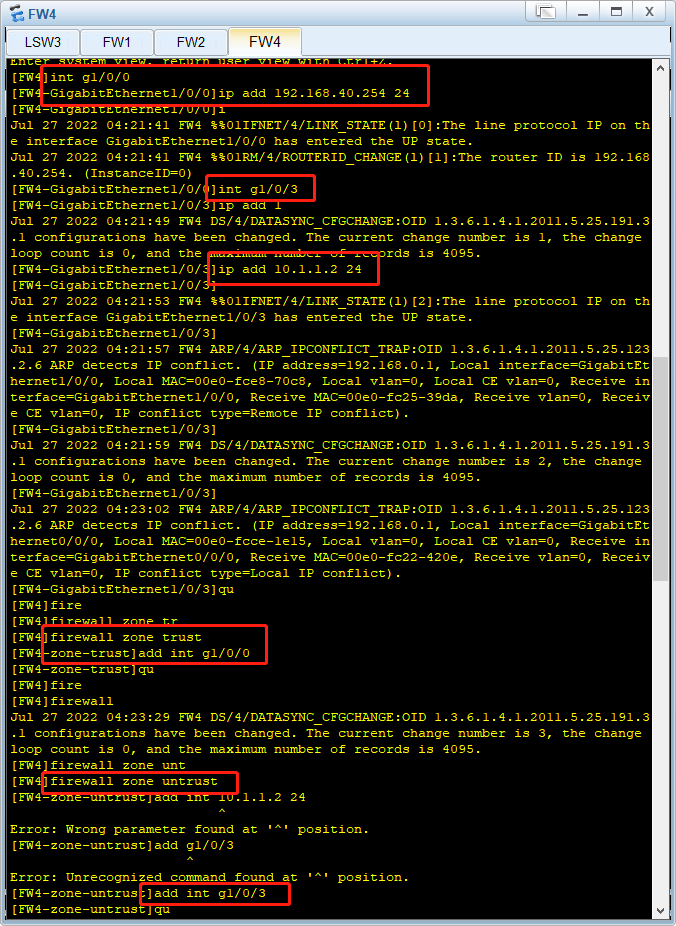 FW4
X
LSW3 FW1 FW2 FW4
Enter system view, return user view with Ctrl+Z.
[FW4]int g1/0/0
[FW4-GigabitEthernet1/0/0]ip add 192.168.40.254 24
[FW4-GigabitEthernet1/0/0]i
Jul 27 2022 04:21:41 FW4 %%01IFNET/4/LINK_STATE(l)[0]:The line protocol IP on th
e interface GigabitEthernet1/0/0 has entered the UP state.
Jul 27 2022 04:21:41 FW4 %%01RM/4/ROUTERID_CHANGE(l)[1]:The router ID is 192.168
.40.254. (InstanceID=0)
[FW4-GigabitEthernet1/0/0]int g1/0/3
[FW4-GigabitEthernet1/0/3]ip add 1
Jul 27 2022 04:21:49 FW4 DS/4/DATASYNC_CFGCHANGE:OID 1.3.6.1.4.1.2011.5.25.191.3
.1 configurations have been changed. The current change number is 1, the change
loop count is 0, and the maximum number of records is 4095.
[FW4-GigabitEthernet1/0/3]ip add 10.1.1.2 24
[FW4-GigabitEthernet1/0/3]
Jul 27 2022 04:21:53 FW4 %%01IFNET/4/LINK_STATE(l)[2]:The line protocol IP on th
e interface GigabitEthernet1/0/3 has entered the UP state.
[FW4-GigabitEthernet1/0/3]
Jul 27 2022 04:21:57 FW4 ARP/4/ARP_IPCONFLICT_TRAP:OID 1.3.6.1.4.1.2011.5.25.123
.2.6 ARP detects IP conflict. (IP address=192.168.0.1, Local interface=GigabitEt
hernet1/0/0, Local MAC=00e0-fce8-70c8, Local vlan=0, Local CE vlan=0, Receive in
terface=GigabitEthernet1/0/0, Receive MAC=00e0-fc25-39da, Receive vlan=0, Receiv
e CE vlan=0, IP conflict type=Remote IP conflict).
[FW4-GigabitEthernet1/0/3]
Jul 27 2022 04:21:59 FW4 DS/4/DATASYNC_CFGCHANGE:OID 1.3.6.1.4.1.2011.5.25.191.3
.1 configurations have been changed. The current change number is 2, the change
loop count is 0, and the maximum number of records is 4095.
[FW4-GigabitEthernet1/0/3]
Jul 27 2022 04:23:02 FW4 ARP/4/ARP_IPCONFLICT_TRAP:OID 1.3.6.1.4.1.2011.5.25.123
.2.6 ARP detects IP conflict. (IP address=192.168.0.1, Local interface=GigabitEt
hernet0/0/0, Local MAC=00e0-fcce-1e15, Local vlan=0, Local CE vlan=0, Receive in
terface=GigabitEthernet0/0/0, Receive MAC=00e0-fc22-420e, Receive vlan=0, Receiv
e CE vlan=0, IP conflict type=Local IP conflict).
[FW4-GigabitEthernet1/0/3]qu
[FW4]fire
[FW4]firewall zone tr
[FW4]firewall zone trust
[FW4-zone-trust]add int g1/0/0
[FW4-zone-trust]qu
[FW4]fire
[FW4]firewall
Jul 27 2022 04:23:29 FW4 DS/4/DATASYNC_CFGCHANGE:OID 1.3.6.1.4.1.2011.5.25.191.3
.1 configurations have been changed. The current change number is 3, the change
loop count is 0, and the maximum number of records is 4095.
[FW4]firewall zone unt
[FW4]firewall zone untrust
[FW4-zone-untrust]add int 10.1.1.2 24
^
Error: Wrong parameter found at '^' position.
[FW4-zone-untrust]add g1/0/3
^
Error: Unrecognized command found at '^' position.
[FW4-zone-untrust]add int g1/0/3
[FW4-zone-untrust]qu